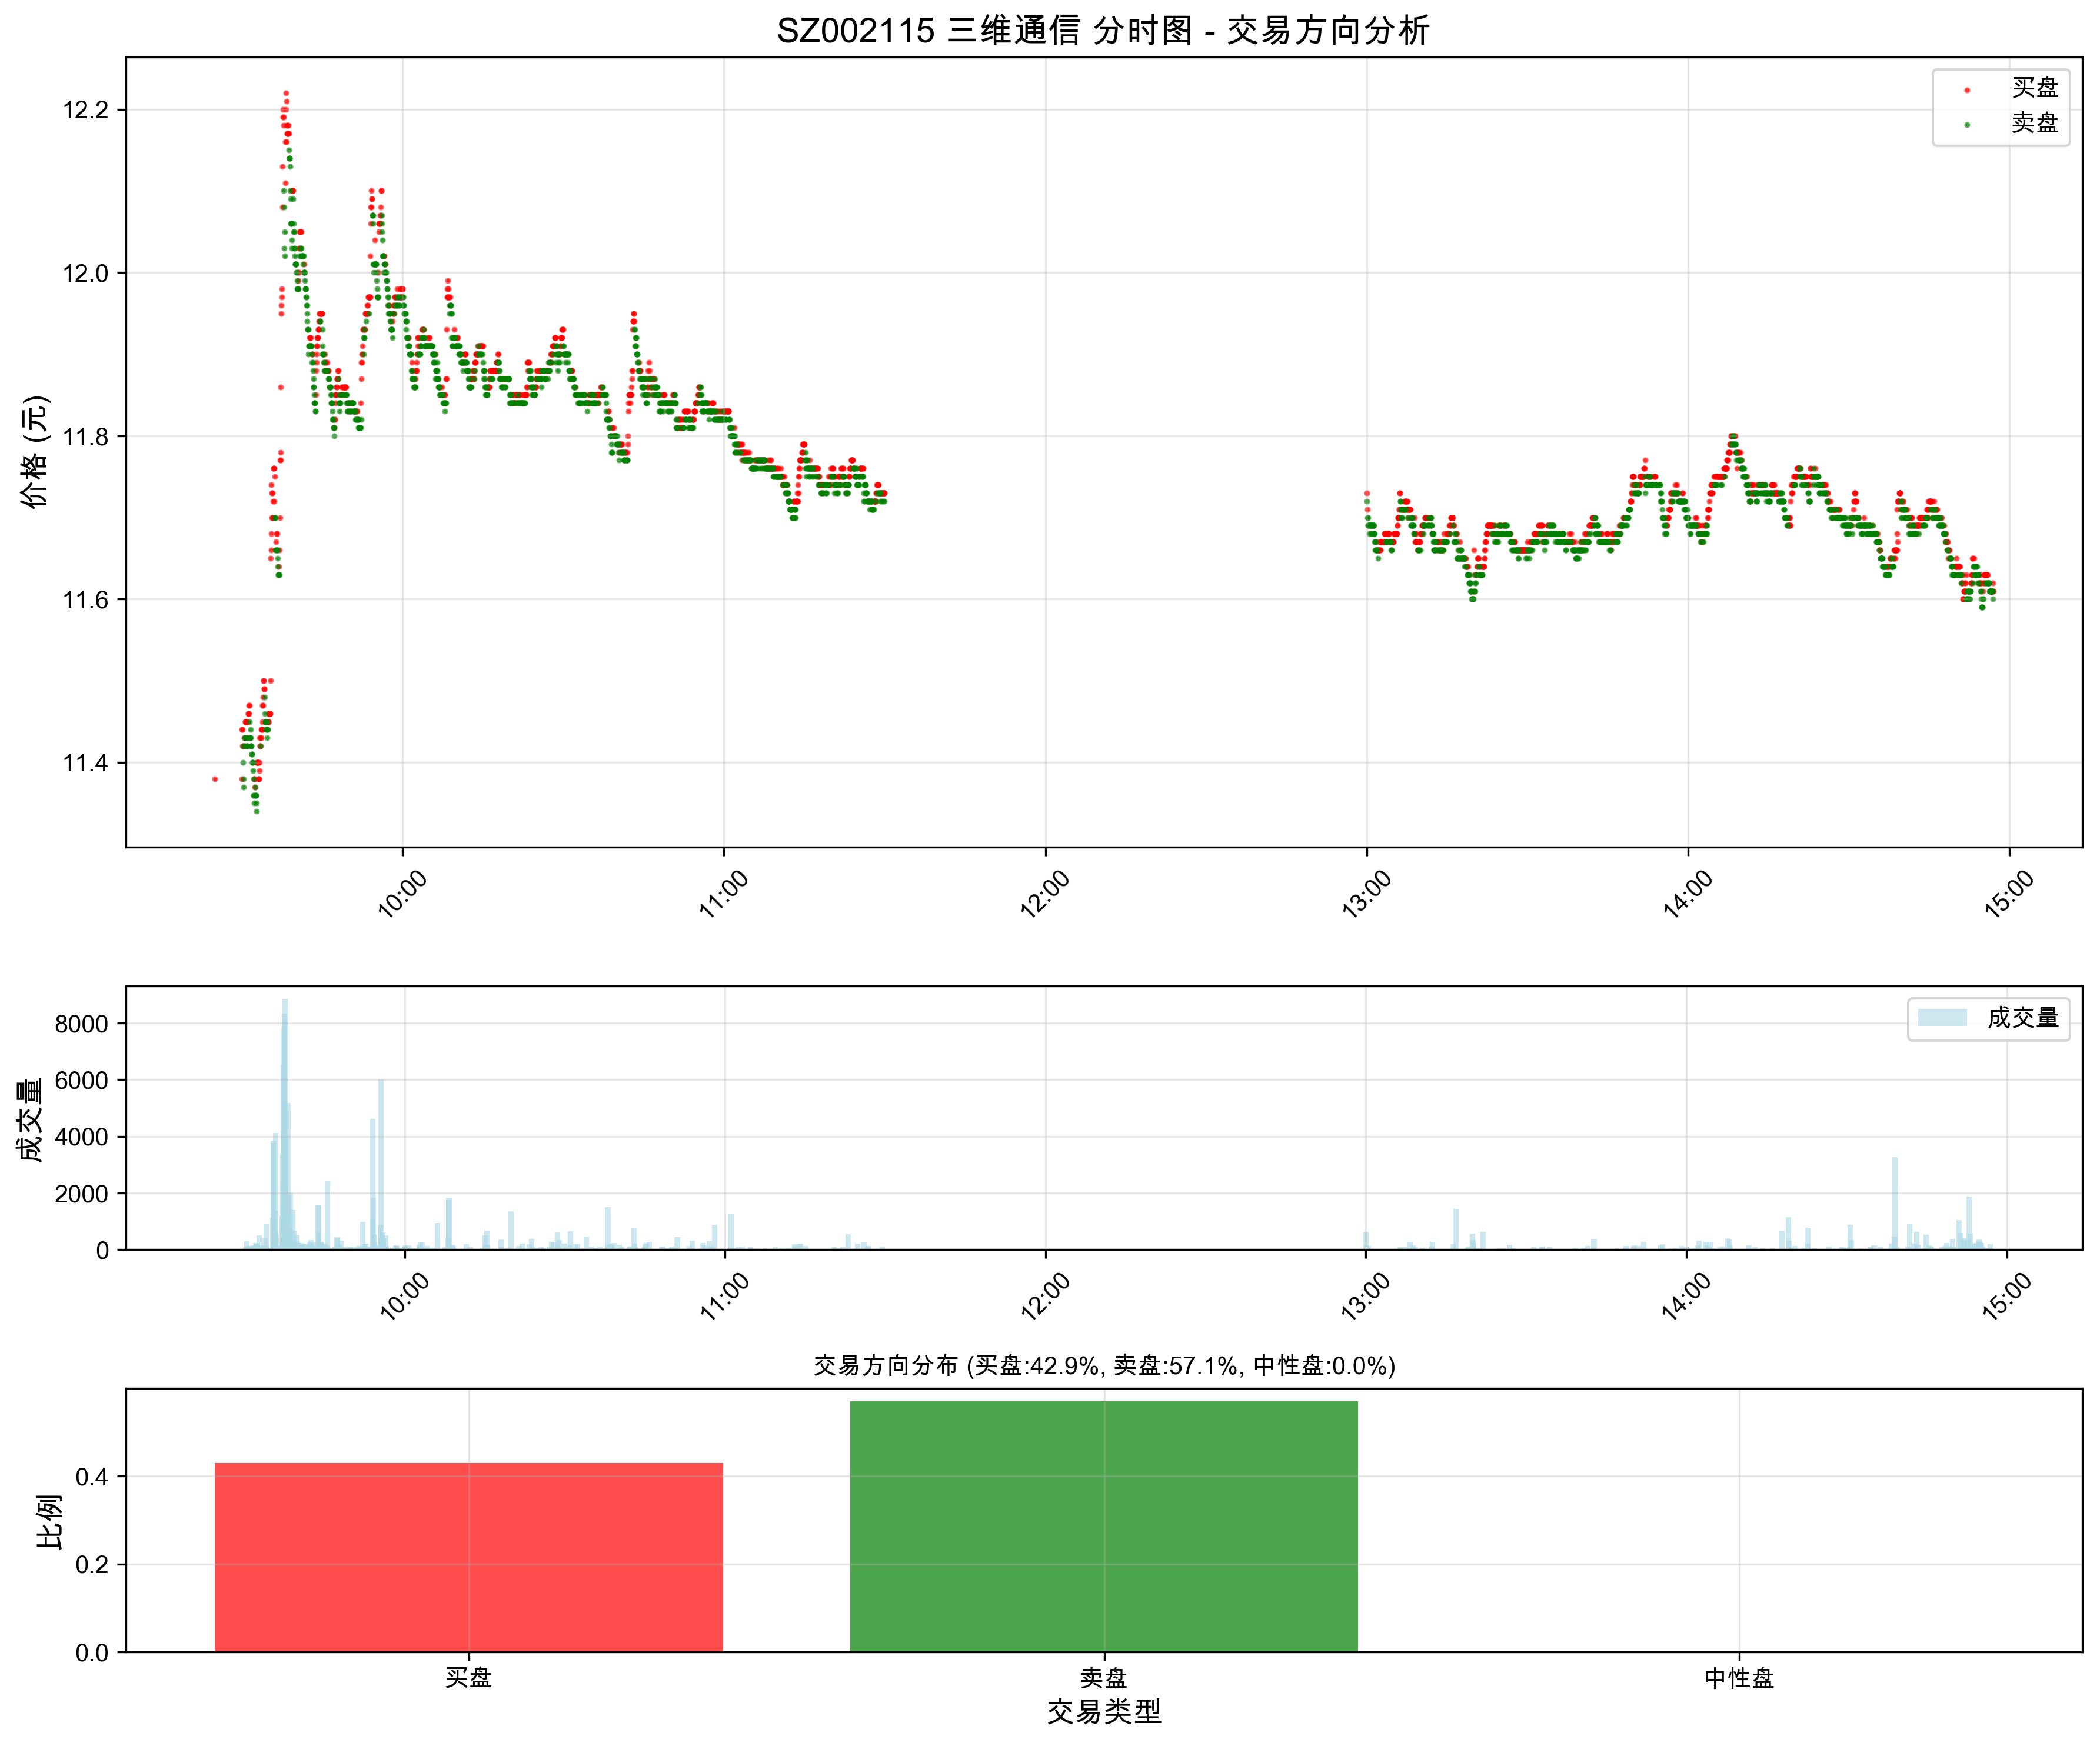 SZ002115 三维通信 分时图 - 交易方向分析
买盘
卖盘
价格 (元)
12.2
12.0
11.8
11.6
11.4
10:00
11:00
12:00
13:00
14:00
15:00
成交量
成交量
8000
6000
4000
2000
0
10:00
11:00
12:00
13:00
14:00
15:00
交易方向分布 (买盘:42.9%, 卖盘:57.1%, 中性盘:0.0%)
比例
0.4
0.2
0.0
买盘
卖盘
中性盘
交易类型